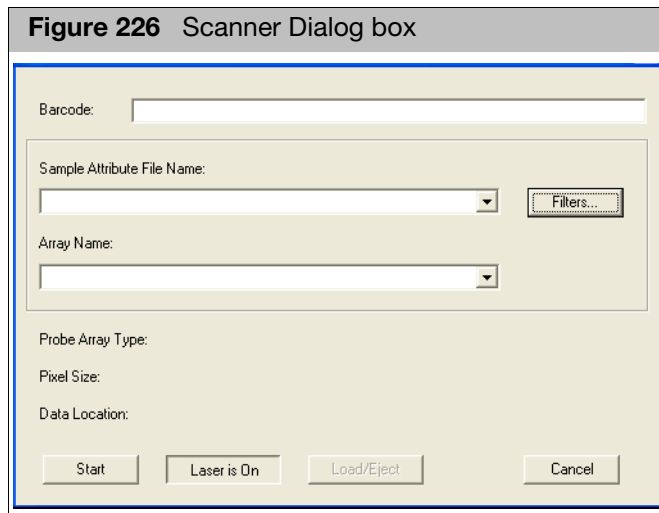 Figure 226 Scanner Dialog box
Barcode:
Sample Attribute File Name:
Filters...
Array Name:
Probe Array Type:
Pixel Size:
Data Location:
Start Laser is On Load/Eject Cancel